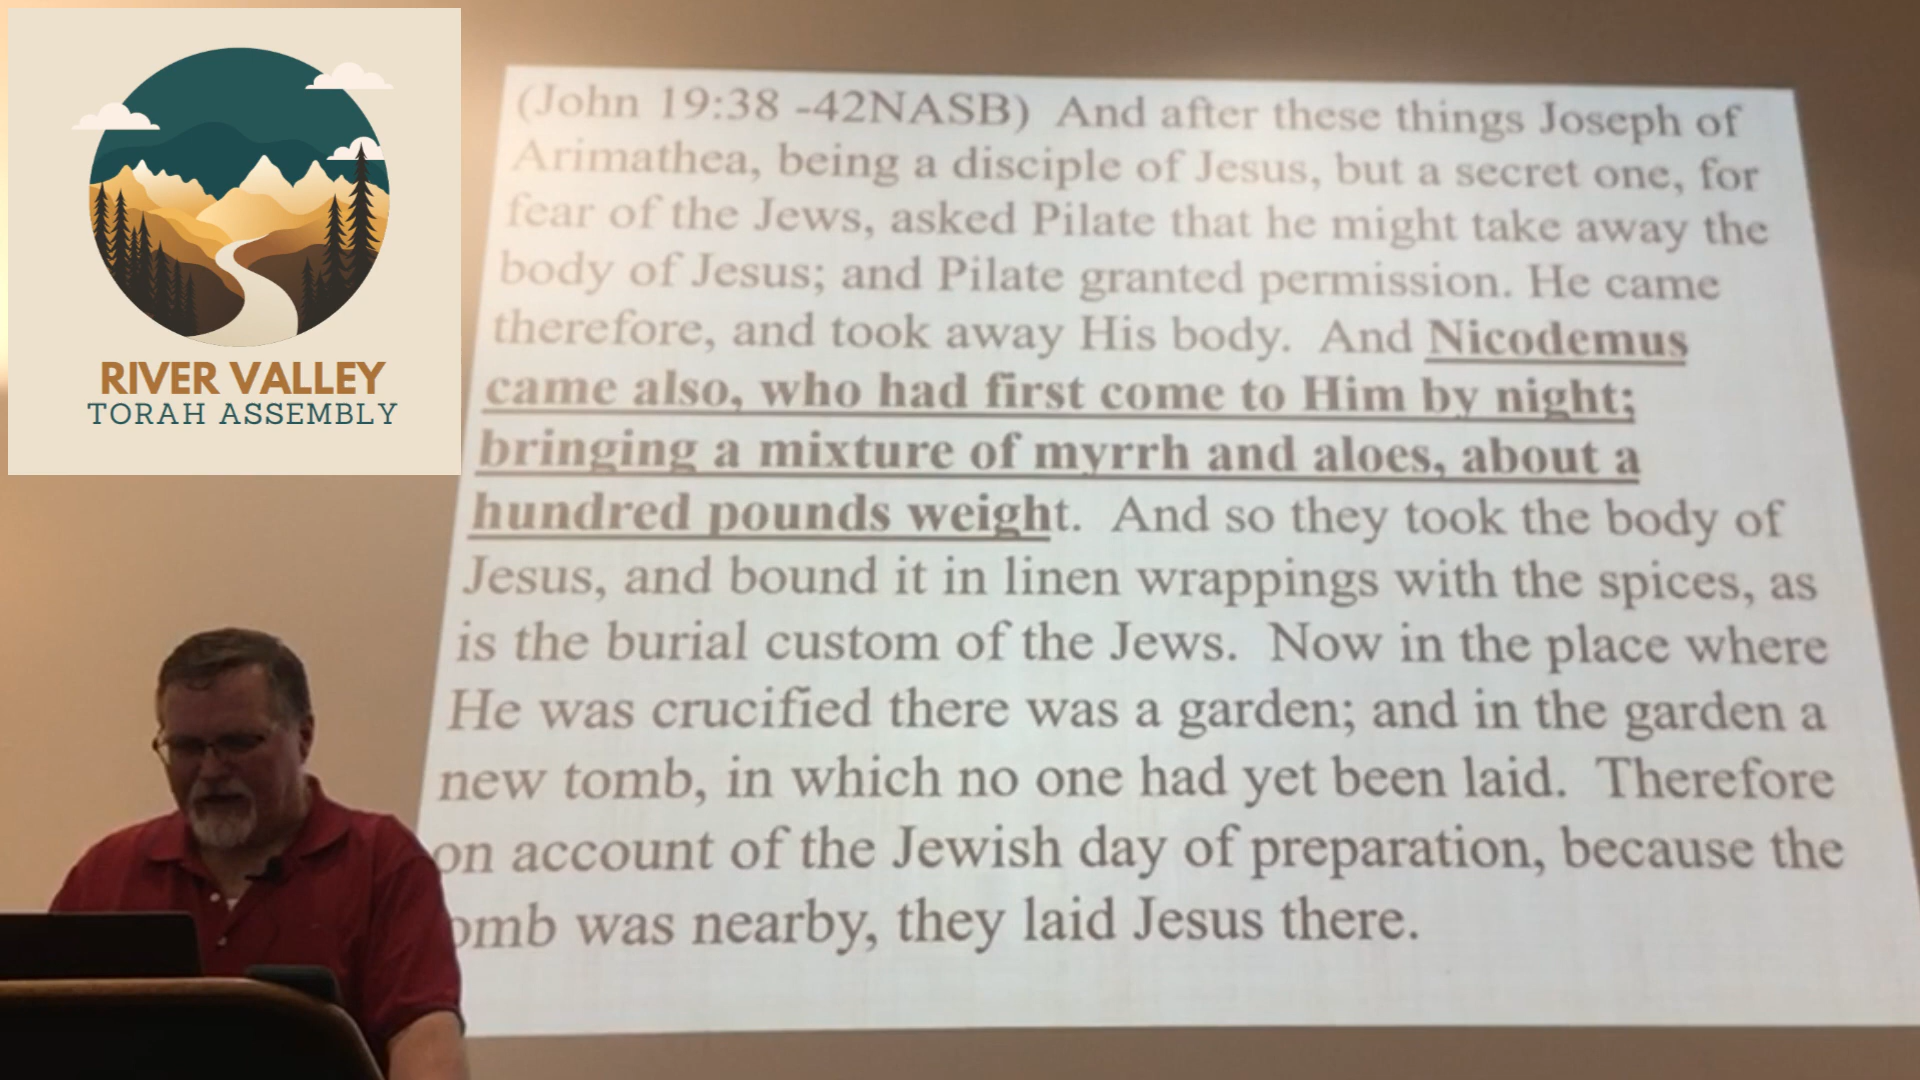 RIVER VALLEY
TORAH ASSEMBLY
(John 19:38 -42NASB)  And after these things Joseph of
Arimathea, being a disciple of Jesus, but a secret one, for
fear of the Jews, asked Pilate that he might take away the
body of Jesus; and Pilate granted permission. He came
therefore, and took away His body.  And Nicodemus
came also, who had first come to Him by night;
bringing a mixture of myrrh and aloes, about a
hundred pounds weight.  And so they took the body of
Jesus, and bound it in linen wrappings with the spices, as
is the burial custom of the Jews.  Now in the place where
He was crucified there was a garden; and in the garden a
new tomb, in which no one had yet been laid.  Therefore
on account of the Jewish day of preparation, because the
omb was nearby, they laid Jesus there.